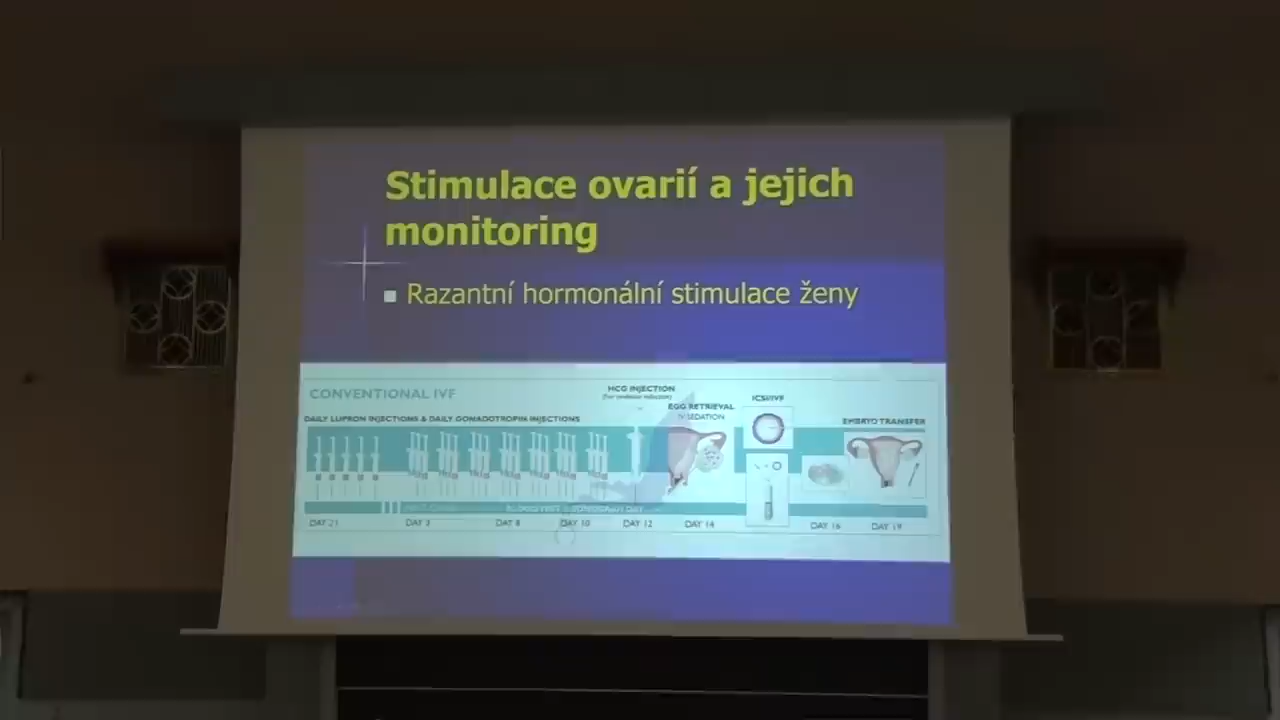 Stimulace ovarií a jejich
monitoring
Razantní hormonální stimulace ženy
CONVENTIONAL IVF
HCG INJECTION
DAILY LUPRON INJECTIONS & DAILY GONADOTROPIN INJECTIONS
EGG RETRIEVAL
IV SEDATION
ICSI/IVF
EMBRYO TRANSFER
DAY 21
DAY 3
DAY 8
DAY 10
DAY 12
DAY 14
DAY 16
DAY 19